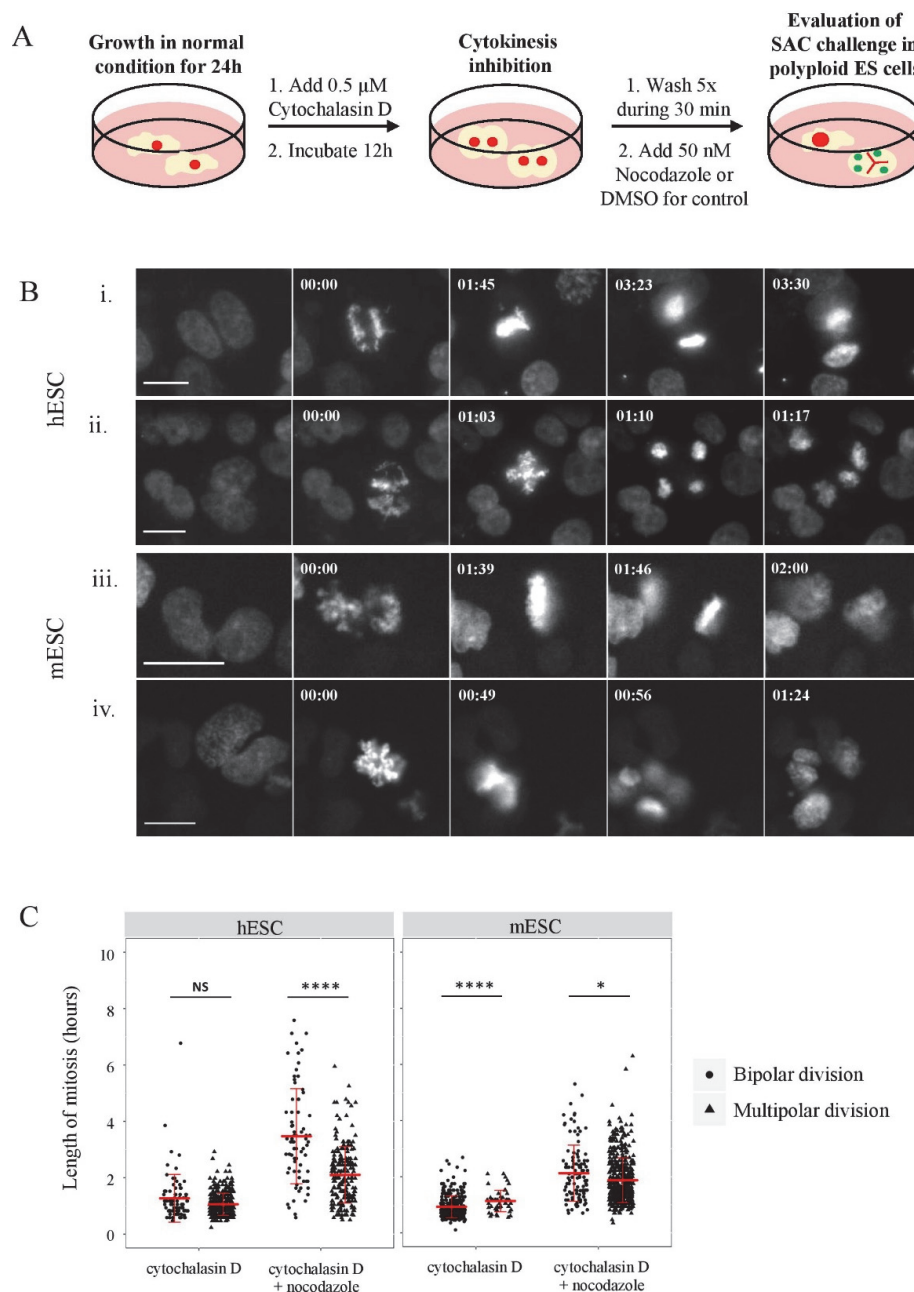 A
Growth in normal
condition for 24h
1. Add 0.5 µM
Cytochalasin D
2. Incubate 12h
Cytokinesis
inhibition
1. Wash 5x
during 30 min
2. Add 50 nM
Nocodazole or
DMSO for control
Evaluation of
SAC challenge in
polyploid ES cells
B
hESC
i.
00:00
01:45
03:23
03:30
ii.
00:00
01:03
01:10
01:17
mESC
iii.
00:00
01:39
01:46
02:00
iv.
00:00
00:49
00:56
01:24
C
hESC
mESC
Length of mitosis (hours)
10
8
6
4
2
0
NS
****
****
*
cytochalasin D
cytochalasin D
+ nocodazole
cytochalasin D
cytochalasin D
+ nocodazole
Bipolar division
Multipolar division